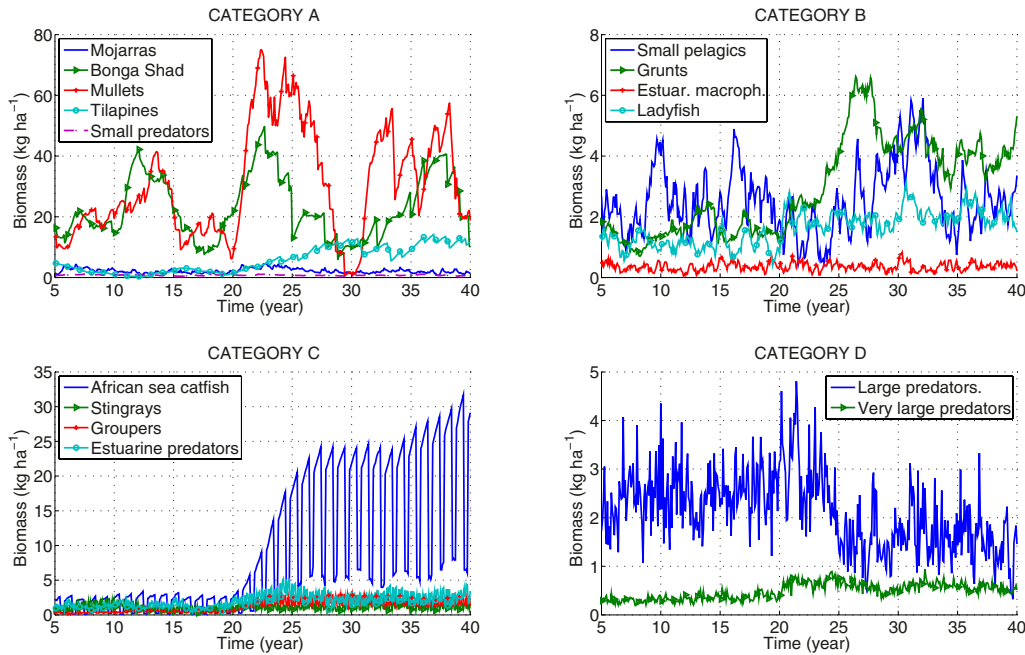 CATEGORY A
Biomass (kg ha⁻¹)
80
60
40
20
0
Mojarras
Bonga Shad
Mullets
Tilapines
Small predators
5 10 15 20 25 30 35 40
Time (year)
CATEGORY B
Biomass (kg ha⁻¹)
8
6
4
2
0
Small pelagics
Grunts
Estuar. macroph.
Ladyfish
5 10 15 20 25 30 35 40
Time (year)
CATEGORY C
Biomass (kg ha⁻¹)
35
30
25
20
15
10
5
0
African sea catfish
Stingrays
Groupers
Estuarine predators
5 10 15 20 25 30 35 40
Time (year)
CATEGORY D
Biomass (kg ha⁻¹)
5
4
3
2
1
0
Large predators.
Very large predators
5 10 15 20 25 30 35 40
Time (year)